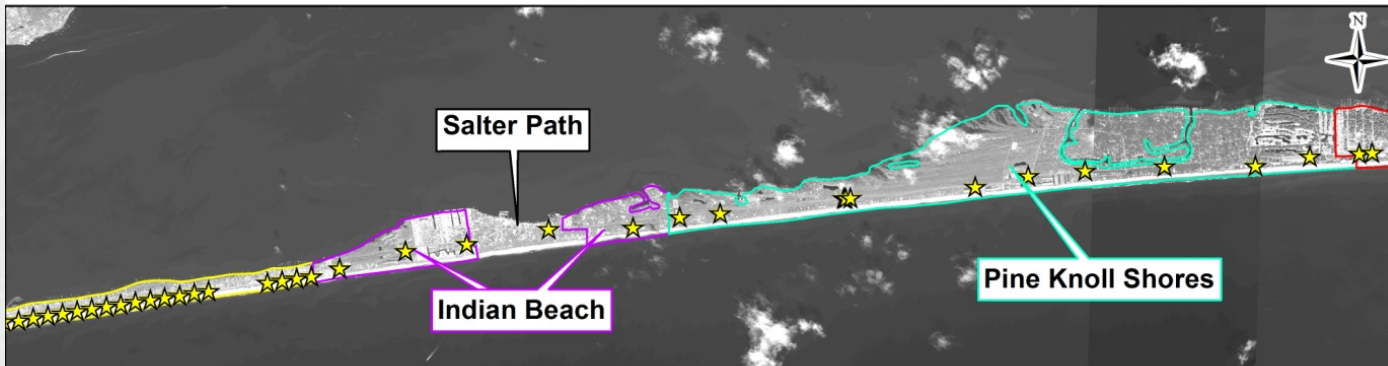 N
Salter Path
Indian Beach
Pine Knoll Shores